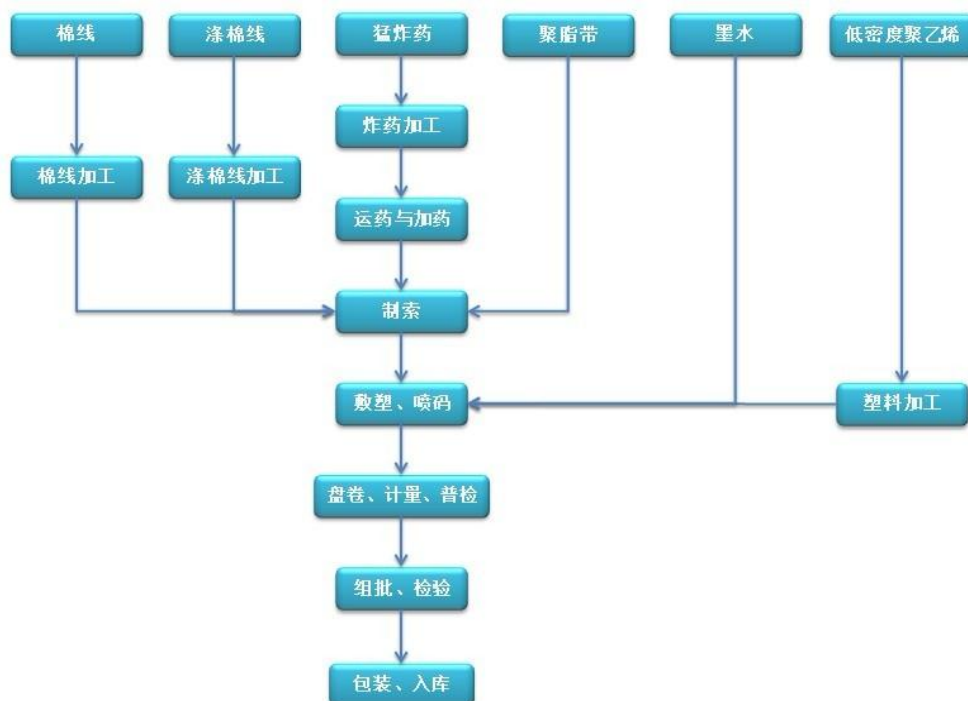 棉线
涤棉线
猛炸药
聚脂带
墨水
低密度聚乙烯
炸药加工
棉线加工
涤棉线加工
运药与加药
制索
敷塑、喷码
塑料加工
盘卷、计量、普检
组批、检验
包装、入库